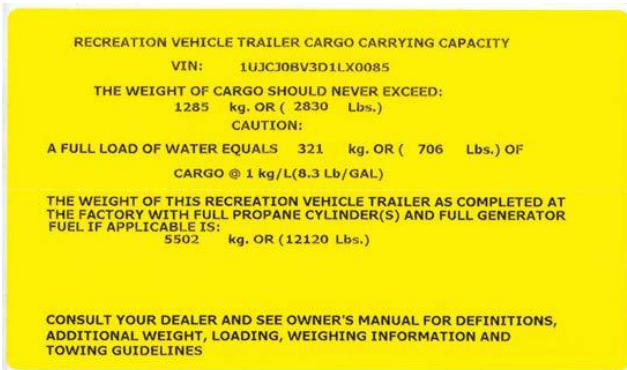 RECREATION VEHICLE TRAILER CARGO CARRYING CAPACITY
VIN: 1UJCJ0BV3D1LX0085
THE WEIGHT OF CARGO SHOULD NEVER EXCEED:
1285 kg. OR ( 2830 Lbs.)
CAUTION:
A FULL LOAD OF WATER EQUALS 321 kg. OR ( 706 Lbs.) OF
CARGO @ 1 kg/L(8.3 Lb/GAL)
THE WEIGHT OF THIS RECREATION VEHICLE TRAILER AS COMPLETED AT
THE FACTORY WITH FULL PROPANE CYLINDER(S) AND FULL GENERATOR
FUEL IF APPLICABLE IS:
5502 kg. OR (12120 Lbs.)
CONSULT YOUR DEALER AND SEE OWNER'S MANUAL FOR DEFINITIONS,
ADDITIONAL WEIGHT, LOADING, WEIGHING INFORMATION AND
TOWING GUIDELINES